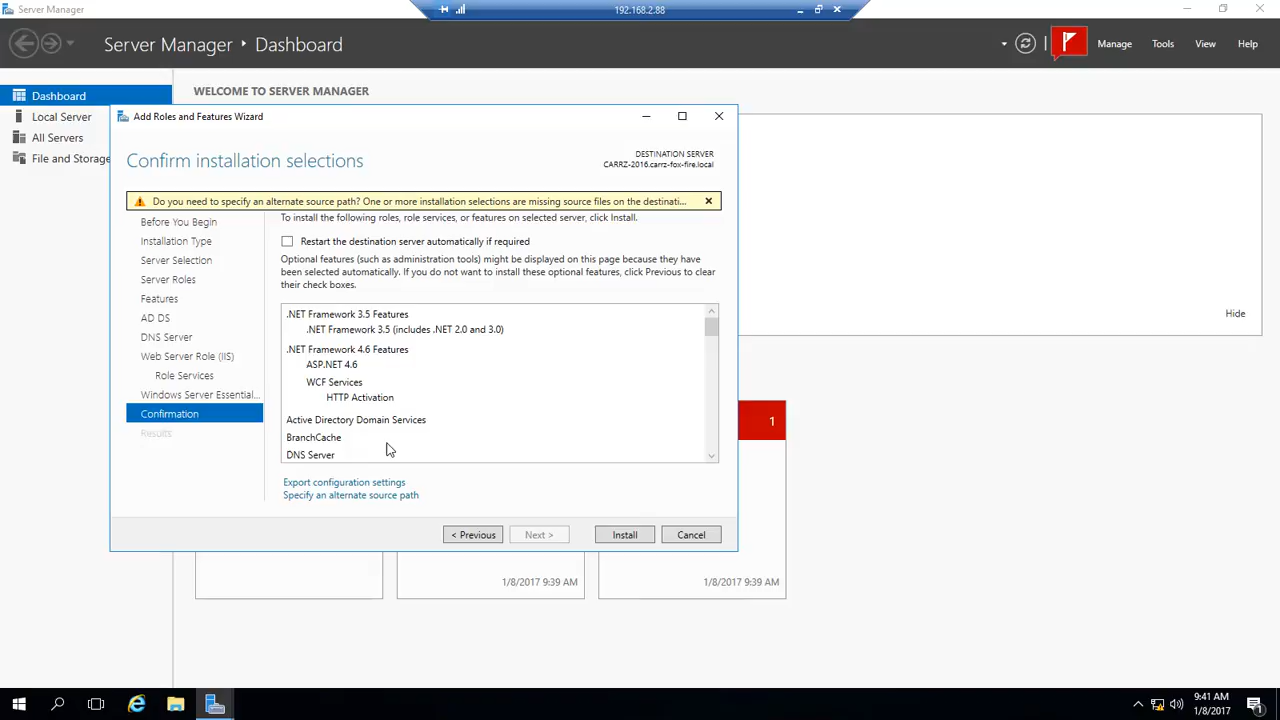 Server Manager
192.168.2.88
Server Manager ‣ Dashboard
Manage Tools View Help
Dashboard
Local Server
All Servers
File and Storage
WELCOME TO SERVER MANAGER
Hide
Add Roles and Features Wizard
Confirm installation selections
DESTINATION SERVER
CARRZ-2016.carrz-fox-fire.local
Do you need to specify an alternate source path? One or more installation selections are missing source files on the destinati...
Before You Begin
Installation Type
Server Selection
Server Roles
Features
AD DS
DNS Server
Web Server Role (IIS)
Role Services
Windows Server Essential...
Confirmation
Results
To install the following roles, role services, or features on selected server, click Install.
Restart the destination server automatically if required
Optional features (such as administration tools) might be displayed on this page because they have
been selected automatically. If you do not want to install these optional features, click Previous to clear
their check boxes.
.NET Framework 3.5 Features
.NET Framework 3.5 (includes .NET 2.0 and 3.0)
.NET Framework 4.6 Features
ASP.NET 4.6
WCF Services
HTTP Activation
Active Directory Domain Services
BranchCache
DNS Server
Export configuration settings
Specify an alternate source path
< Previous
Next >
Install
Cancel
1
1/8/2017 9:39 AM
1/8/2017 9:39 AM
9:41 AM
1/8/2017
1